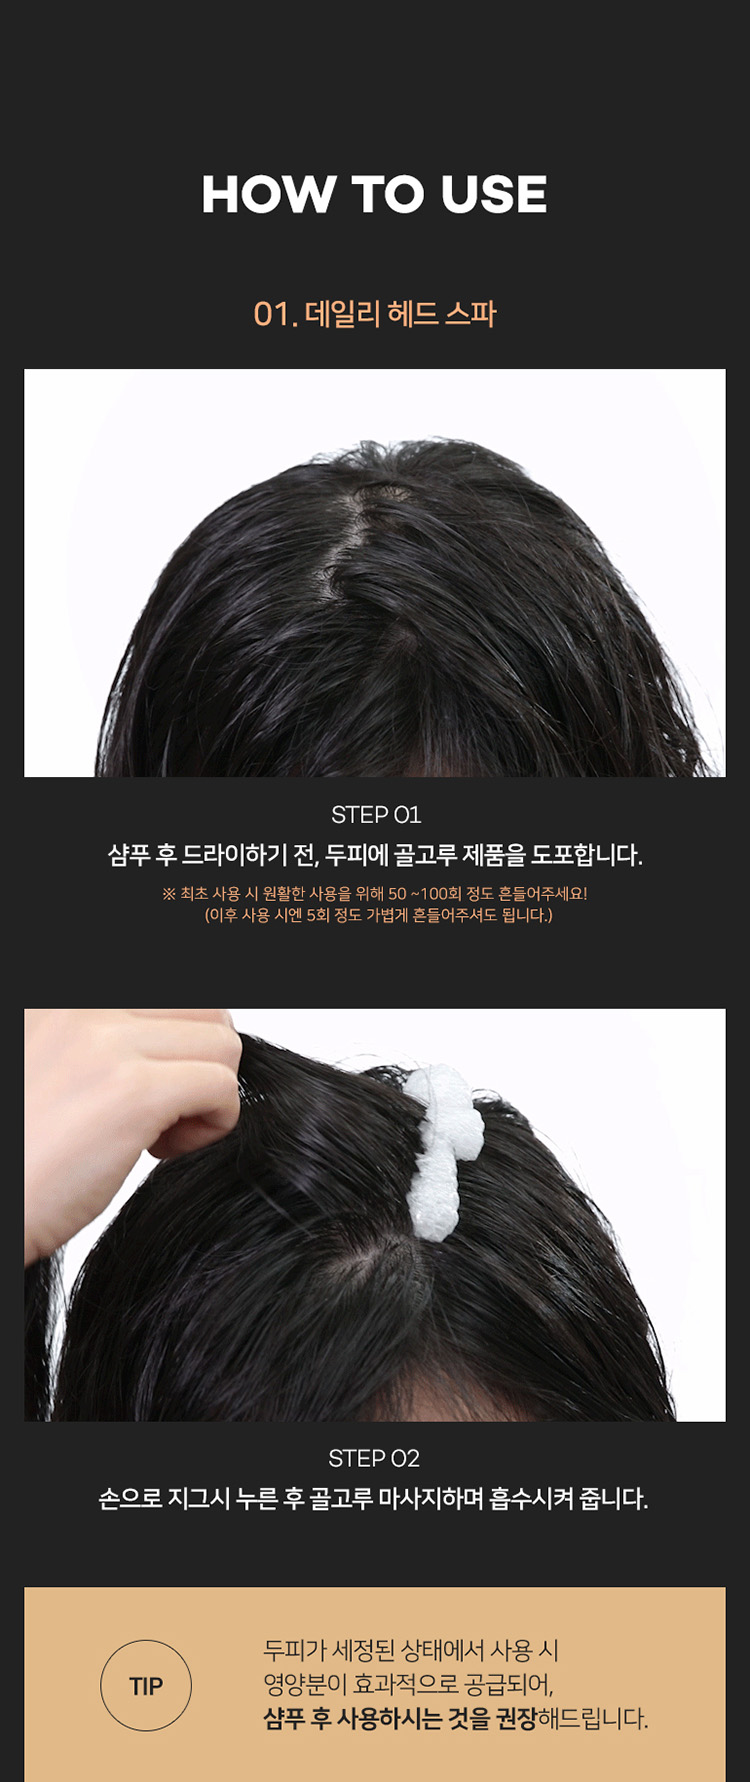 HOW TO USE
01. 데일리 헤드 스파
STEP 01
샴푸 후 드라이하기 전, 두피에 골고루 제품을 도포합니다.
※ 최초 사용 시 원활한 사용을 위해 50 ~100회 정도 흔들어주세요!
(이후 사용 시엔 5회 정도 가볍게 흔들어주셔도 됩니다.)
STEP 02
손으로 지그시 누른 후 골고루 마사지하며 흡수시켜 줍니다.
TIP
두피가 세정된 상태에서 사용 시
영양분이 효과적으로 공급되어,
샴푸 후 사용하시는 것을 권장해드립니다.